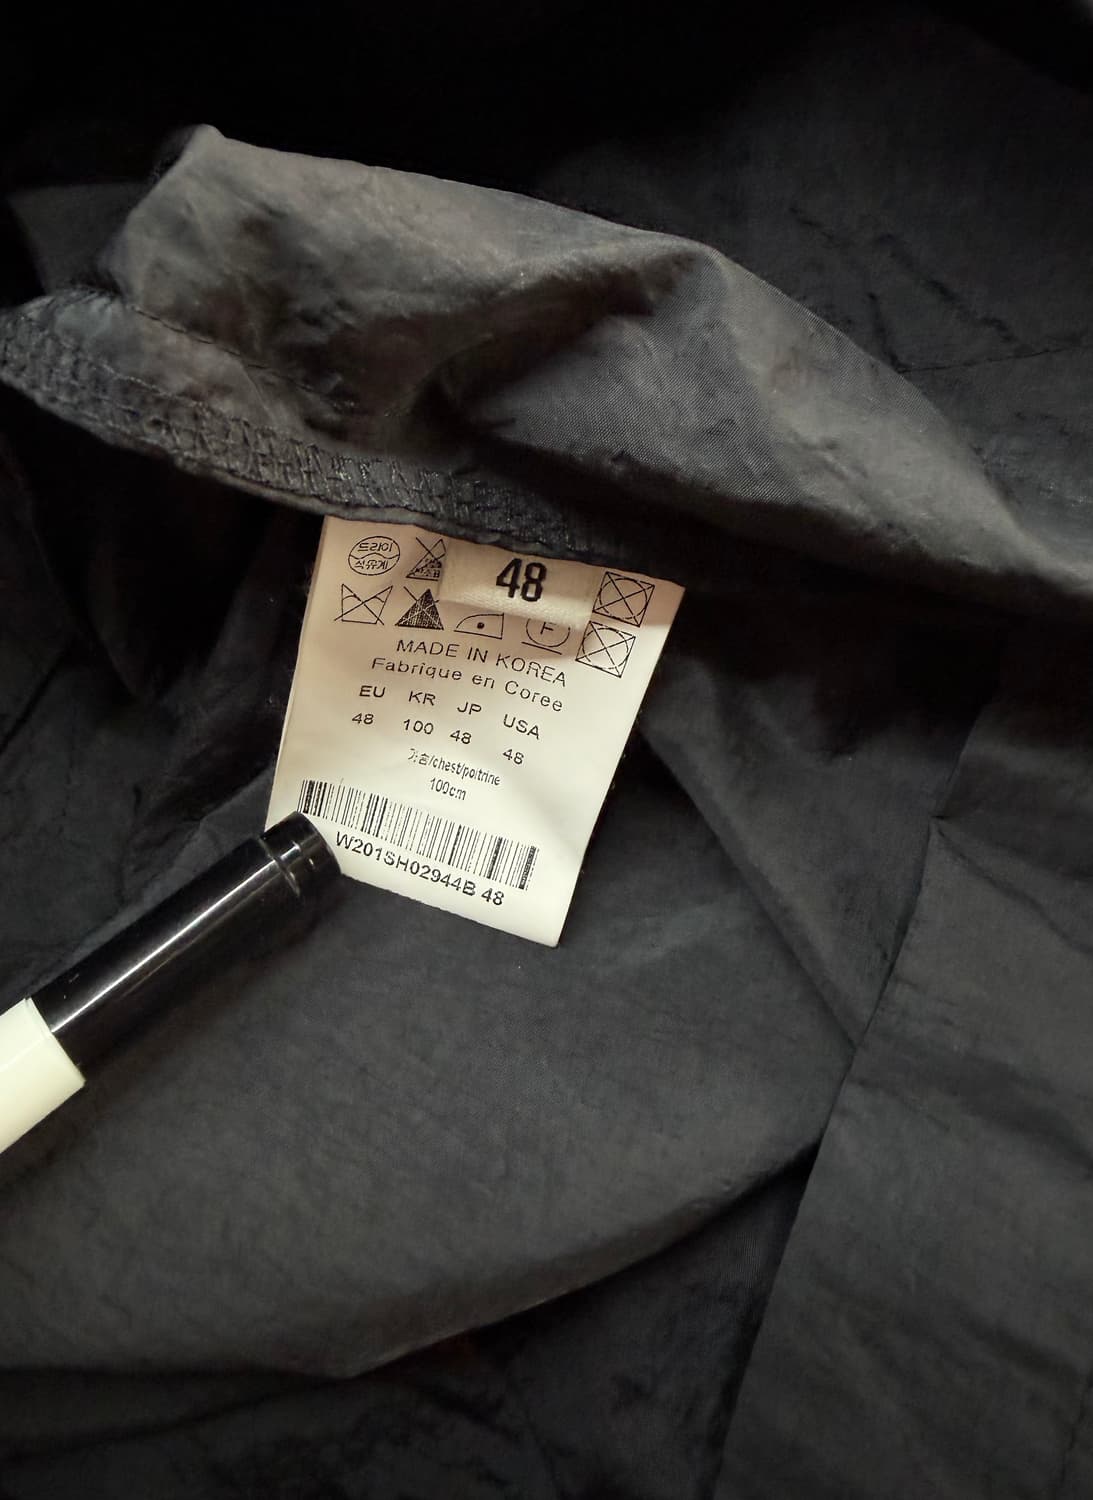 드라이
석유계
48
F
MADE IN KOREA
Fabrique en Coree
EU KR JP USA
48 100 48 48
가슴/chest/poitrine
100cm
W201SH02944B 48